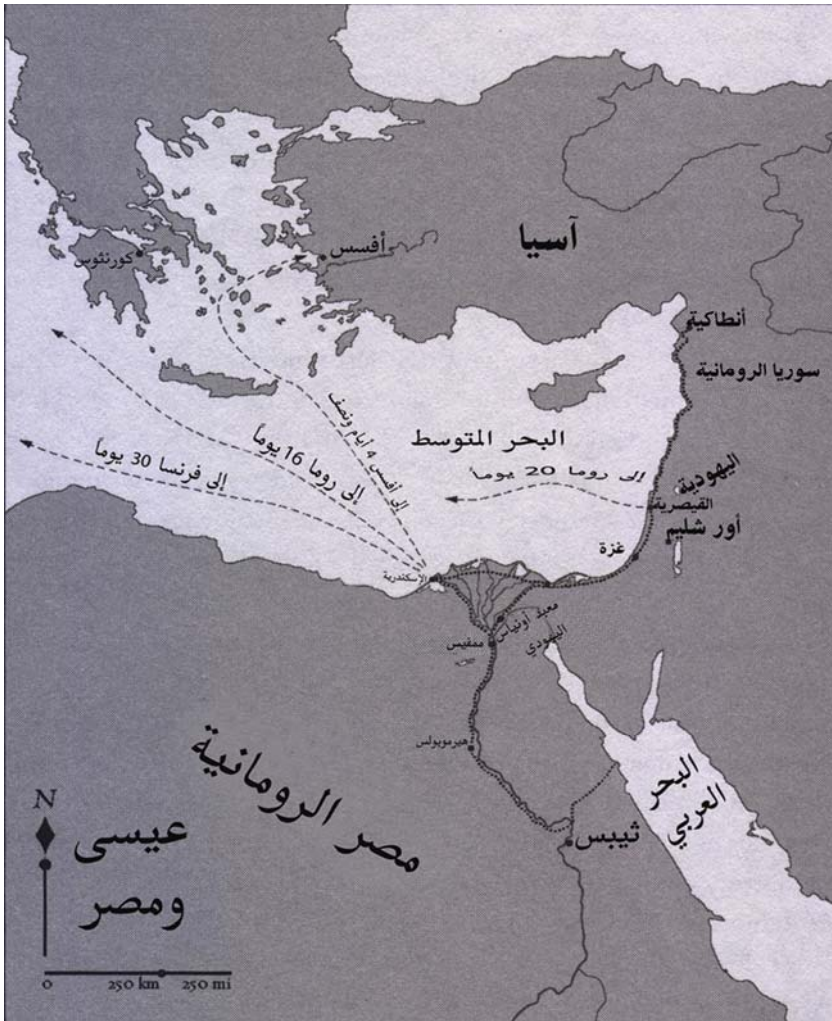 آسيا
أفسس
كورنثوس
أنطاكية
سوريا الرومانية
البحر المتوسط
إلى أفسس 4 أيام ونصف
إلى روما 16 يوماً
إلى فرنسا 30 يوماً
إلى روما 20 يوماً
اليهودية
القيصرية
أور شليم
غزة
الإسكندرية
معبد أونياس
اليهودي
ممفيس
هيرموبولس
مصر الرومانية
البحر
العربي
ثيبس
N
عيسى
ومصر
0 250 km 250 mi